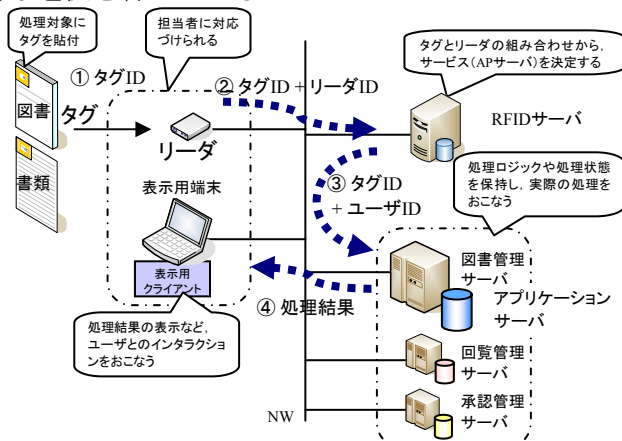 処理対象に
タグを貼付
担当者に対応
づけられる
タグとリーダの組み合わせから,
サービス(APサーバ)を決定する
① タグID
② タグID + リーダID
図書
タグ
リーダ
RFIDサーバ
書類
表示用端末
③ タグID
+ ユーザID
処理ロジックや処理状態
を保持し, 実際の処理を
おこなう
表示用
クライアント
④ 処理結果
図書管理
サーバ
アプリケーション
サーバ
処理結果の表示など,
ユーザとのインタラクショ
ンをおこなう
回覧管理
サーバ
承認管理
サーバ
NW